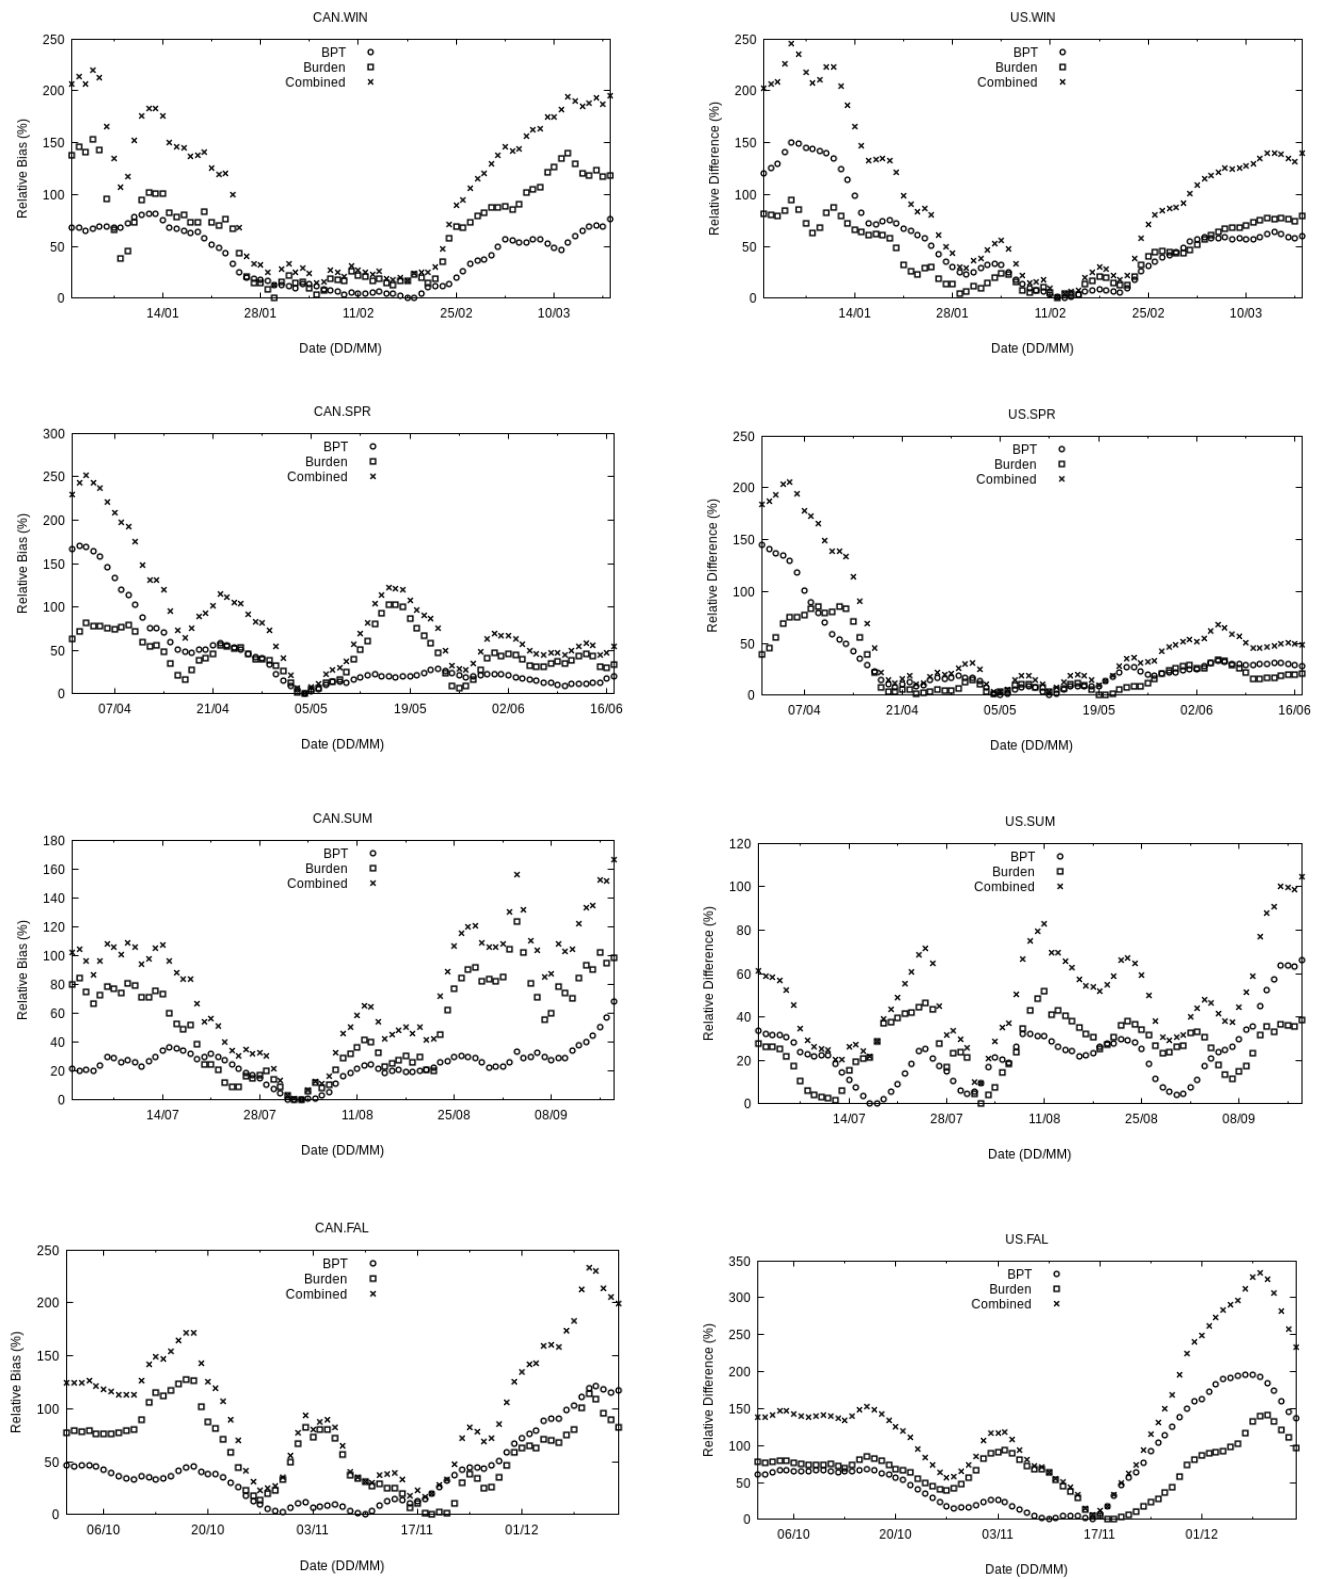 CAN.WIN
250
200
150
100
50
0
Relative Bias (%)
BPT
Burden
Combined
14/01
28/01
11/02
25/02
10/03
Date (DD/MM)
US.WIN
250
200
150
100
50
0
Relative Difference (%)
BPT
Burden
Combined
14/01
28/01
11/02
25/02
10/03
Date (DD/MM)
CAN.SPR
300
250
200
150
100
50
0
Relative Bias (%)
BPT
Burden
Combined
07/04
21/04
05/05
19/05
02/06
16/06
Date (DD/MM)
US.SPR
250
200
150
100
50
0
Relative Difference (%)
BPT
Burden
Combined
07/04
21/04
05/05
19/05
02/06
16/06
Date (DD/MM)
CAN.SUM
180
160
140
120
100
80
60
40
20
0
Relative Bias (%)
BPT
Burden
Combined
14/07
28/07
11/08
25/08
08/09
Date (DD/MM)
US.SUM
120
100
80
60
40
20
0
Relative Difference (%)
BPT
Burden
Combined
14/07
28/07
11/08
25/08
08/09
Date (DD/MM)
CAN.FAL
250
200
150
100
50
0
Relative Bias (%)
BPT
Burden
Combined
06/10
20/10
03/11
17/11
01/12
Date (DD/MM)
US.FAL
350
300
250
200
150
100
50
0
Relative Difference (%)
BPT
Burden
Combined
06/10
20/10
03/11
17/11
01/12
Date (DD/MM)